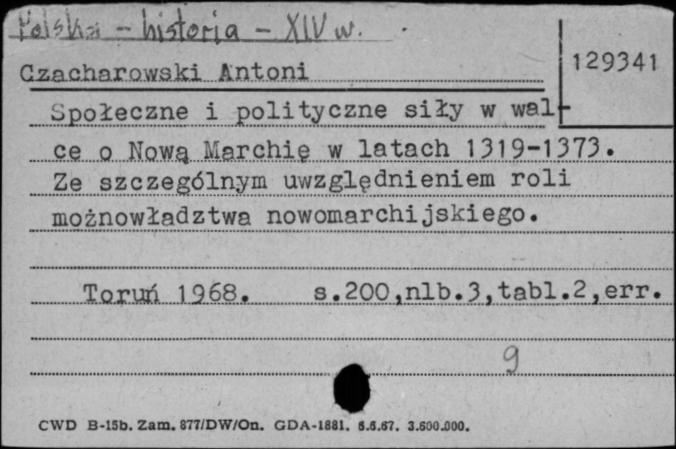 Polska - historia - XIV w.
Czacharowski Antoni
129341
Społeczne i polityczne siły w wal-
ce o Nową Marchię w latach 1319-1373.
Ze szczególnym uwzględnieniem roli
możnowładztwa nowomarchijskiego.
Toruń 1968. s.200,nlb.3,tabl.2,err.
9
CWD B-15b. Zam. 877/DW/On. GDA-1881. 6.6.67. 3.600.000.